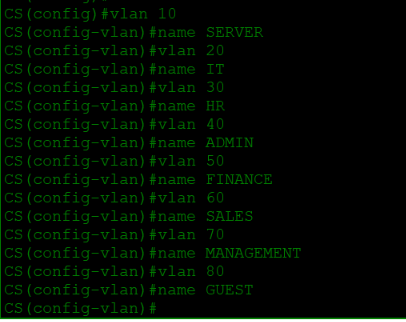 CS(config)#vlan 10
CS(config-vlan)#name SERVER
CS(config-vlan)#vlan 20
CS(config-vlan)#name IT
CS(config-vlan)#vlan 30
CS(config-vlan)#name HR
CS(config-vlan)#vlan 40
CS(config-vlan)#name ADMIN
CS(config-vlan)#vlan 50
CS(config-vlan)#name FINANCE
CS(config-vlan)#vlan 60
CS(config-vlan)#name SALES
CS(config-vlan)#vlan 70
CS(config-vlan)#name MANAGEMENT
CS(config-vlan)#vlan 80
CS(config-vlan)#name GUEST
CS(config-vlan)#